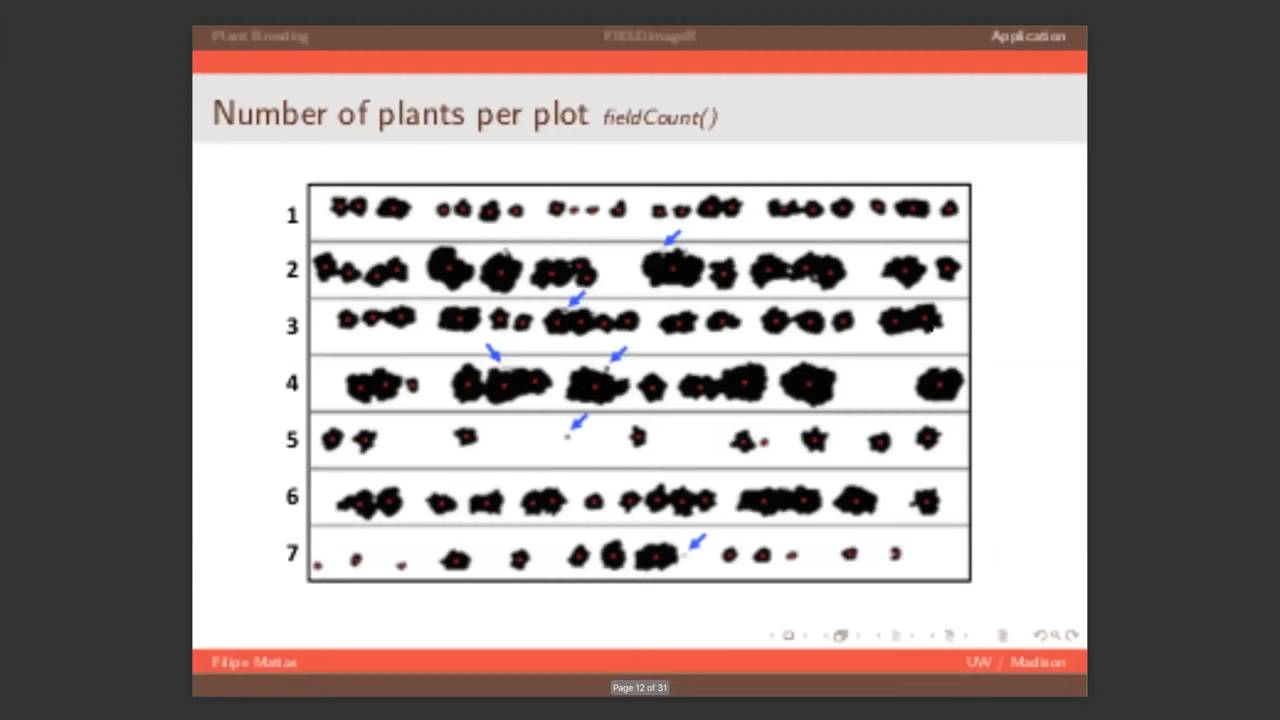 Plant Breeding FIELDimageR Application
Number of plants per plot fieldCount()
1
2
3
4
5
6
7
Filipe Matias UW / Madison
Page 12 of 31